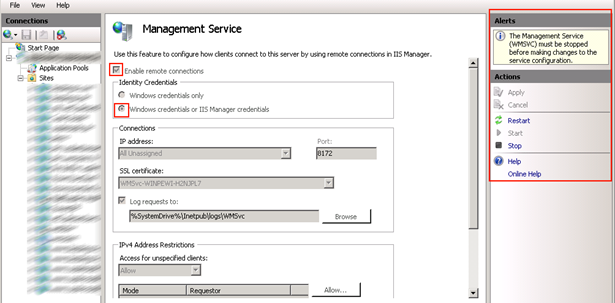 File View Help
Connections
Start Page
Application Pools
Sites
Management Service
Use this feature to configure how clients connect to this server by using remote connections in IIS Manager.
Enable remote connections
Identity Credentials
Windows credentials only
Windows credentials or IIS Manager credentials
Connections
IP address: Port:
All Unassigned 8172
SSL certificate:
WMSvc-WINPEW1-H2NJPL7
Log requests to:
%SystemDrive%\Inetpub\logs\WMSvc Browse
IPv4 Address Restrictions
Access for unspecified clients:
Allow
Mode Requestor Allow...
Alerts
The Management Service
(WMSVC) must be stopped
before making changes to the
service configuration.
Actions
Apply
Cancel
Restart
Start
Stop
Help
Online Help